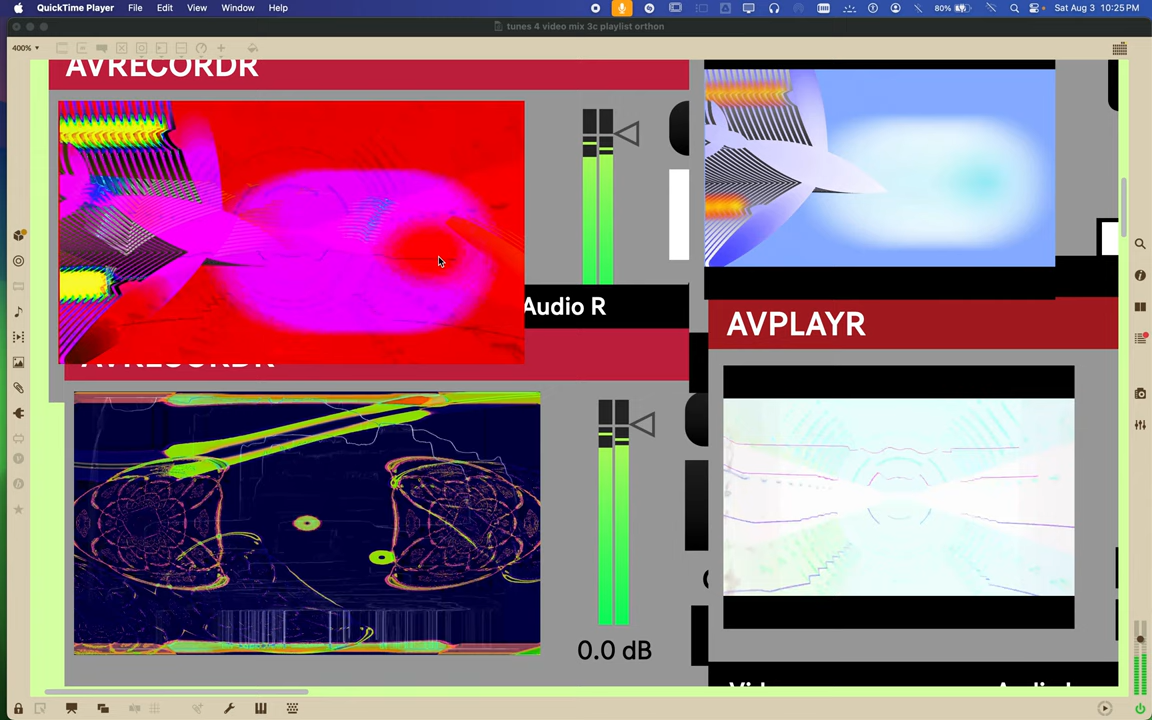 QuickTime Player File Edit View Window Help
80% Sat Aug 3 10:25 PM
tunes 4 video mix 3c playlist orthon
400%
AVRECORDR
Audio R
AVPLAYR
AVRECORDR
0.0 dB